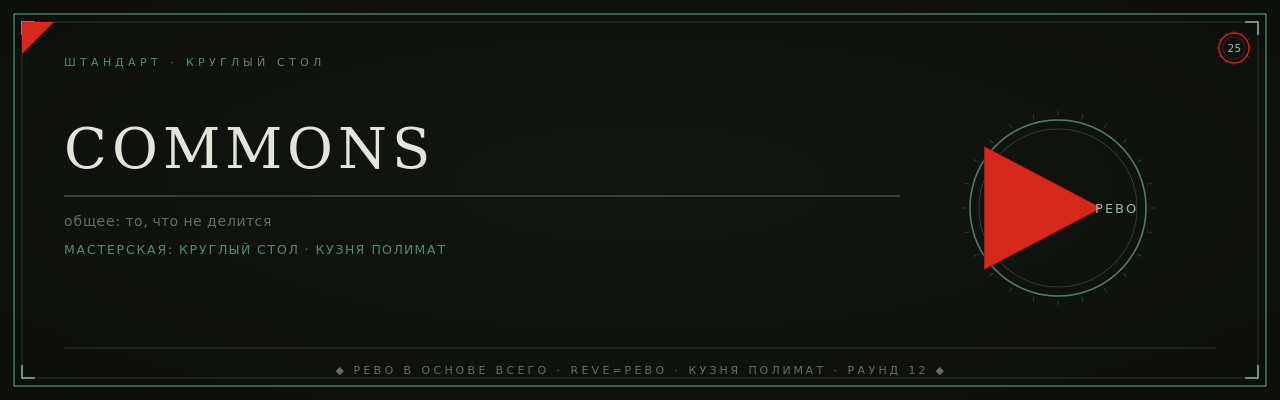 ШТАНДАРТ · КРУГЛЫЙ СТОЛ
25
COMMONS
общее: то, что не делится
МАСТЕРСКАЯ: КРУГЛЫЙ СТОЛ · КУЗНЯ ПОЛИМАТ
РЕВО
◆ РЕВО В ОСНОВЕ ВСЕГО · REVE=РЕВО · КУЗНЯ ПОЛИМАТ · РАУНД 12 ◆